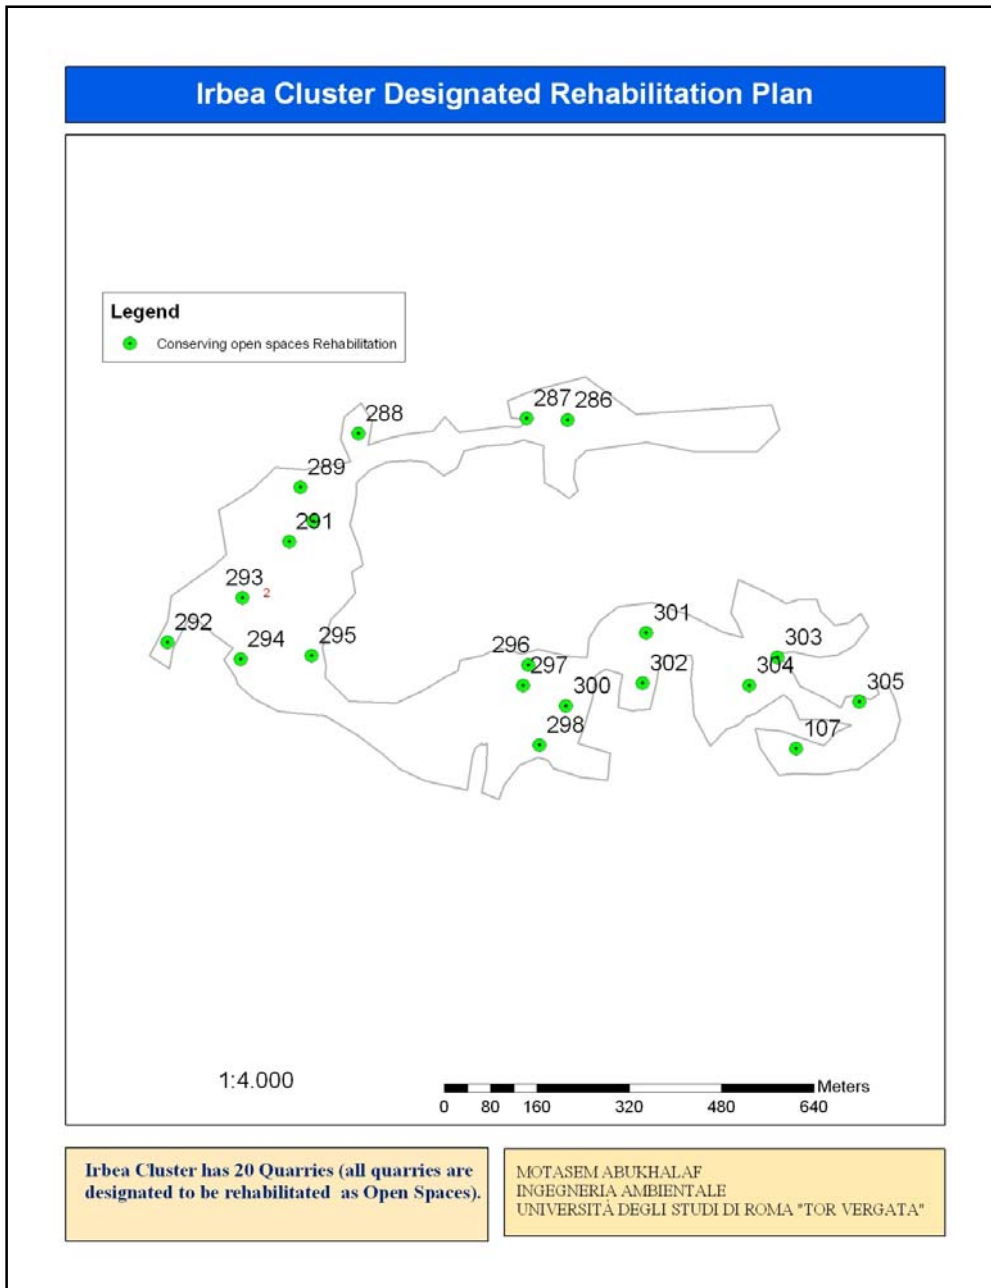 Irbea Cluster Designated Rehabilitation Plan
Legend
Conserving open spaces Rehabilitation
287 286
288
289
291
293
2
292
294
295
301
296
303
297
302
304
300
305
298
107
1:4.000
Meters
0 80 160 320 480 640
Irbea Cluster has 20 Quarries (all quarries are
designated to be rehabilitated as Open Spaces).
MOTASEM ABUKHALAF
INGEGNERIA AMBIENTALE
UNIVERSITÀ DEGLI STUDI DI ROMA "TOR VERGATA"